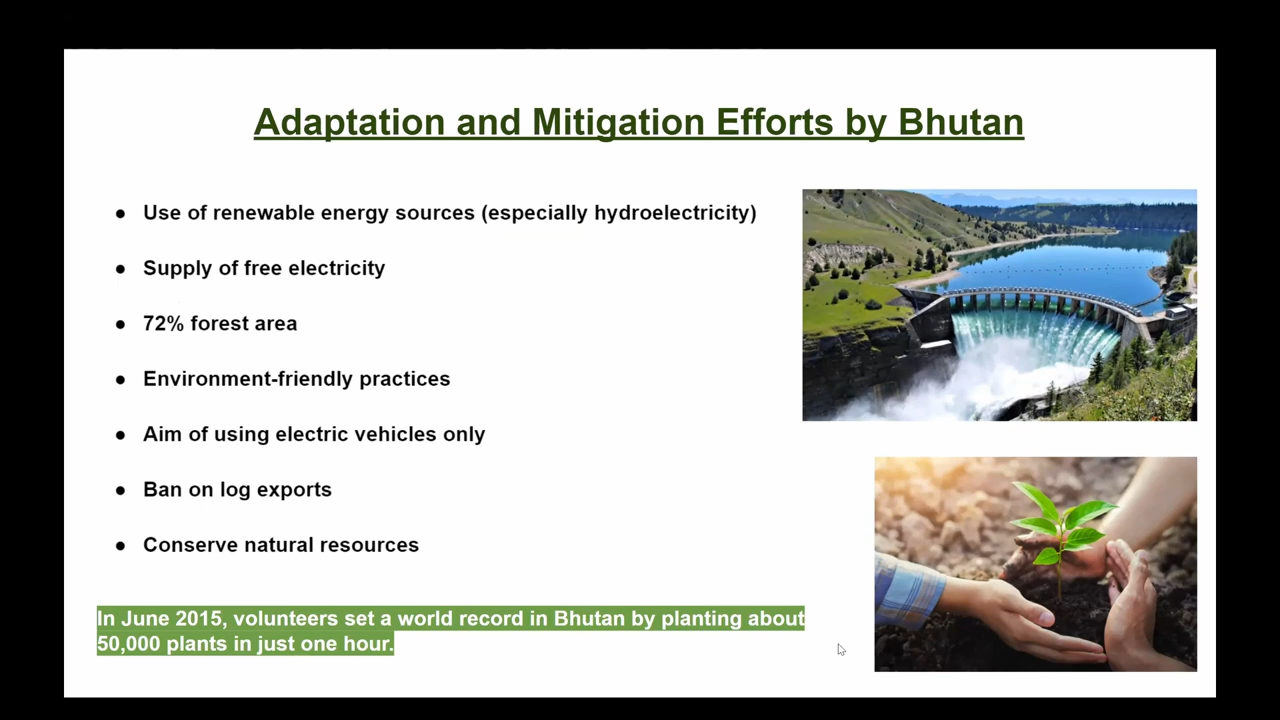 Adaptation and Mitigation Efforts by Bhutan
● Use of renewable energy sources (especially hydroelectricity)
● Supply of free electricity
● 72% forest area
● Environment-friendly practices
● Aim of using electric vehicles only
● Ban on log exports
● Conserve natural resources
In June 2015, volunteers set a world record in Bhutan by planting about
50,000 plants in just one hour.